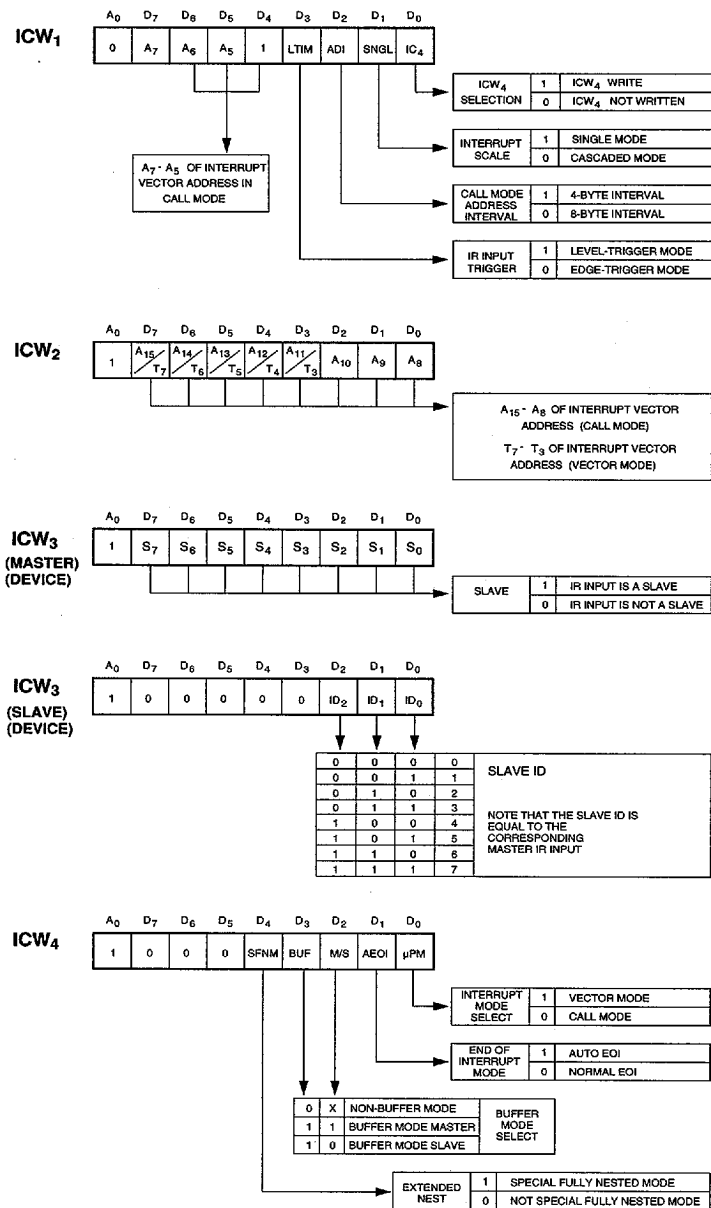 A0 D7 D6 D5 D4 D3 D2 D1 D0
ICW1
0 A7 A6 A5 1 LTIM ADI SNGL IC4
ICW4 SELECTION 1 ICW4 WRITE
0 ICW4 NOT WRITTEN
INTERRUPT SCALE 1 SINGLE MODE
0 CASCADED MODE
A7 - A5 OF INTERRUPT
VECTOR ADDRESS IN
CALL MODE
CALL MODE ADDRESS INTERVAL 1 4-BYTE INTERVAL
0 8-BYTE INTERVAL
IR INPUT TRIGGER 1 LEVEL-TRIGGER MODE
0 EDGE-TRIGGER MODE
A0 D7 D6 D5 D4 D3 D2 D1 D0
ICW2
1 A15/T7 A14/T6 A13/T5 A12/T4 A11/T3 A10 A9 A8
A15 - A8 OF INTERRUPT VECTOR
ADDRESS (CALL MODE)
T7 - T3 OF INTERRUPT VECTOR
ADDRESS (VECTOR MODE)
A0 D7 D6 D5 D4 D3 D2 D1 D0
ICW3
(MASTER)
(DEVICE)
1 S7 S6 S5 S4 S3 S2 S1 S0
SLAVE 1 IR INPUT IS A SLAVE
0 IR INPUT IS NOT A SLAVE
A0 D7 D6 D5 D4 D3 D2 D1 D0
ICW3
(SLAVE)
(DEVICE)
1 0 0 0 0 0 ID2 ID1 ID0
0 0 0 0
0 0 1 1
0 1 0 2
0 1 1 3
1 0 0 4
1 0 1 5
1 1 0 6
1 1 1 7
SLAVE ID
NOTE THAT THE SLAVE ID IS
EQUAL TO THE
CORRESPONDING
MASTER IR INPUT
A0 D7 D6 D5 D4 D3 D2 D1 D0
ICW4
1 0 0 0 SFNM BUF M/S AEOI µPM
INTERRUPT MODE SELECT 1 VECTOR MODE
0 CALL MODE
END OF INTERRUPT MODE 1 AUTO EOI
0 NORMAL EOI
0 X NON-BUFFER MODE
1 1 BUFFER MODE MASTER
1 0 BUFFER MODE SLAVE
BUFFER
MODE
SELECT
EXTENDED NEST 1 SPECIAL FULLY NESTED MODE
0 NOT SPECIAL FULLY NESTED MODE